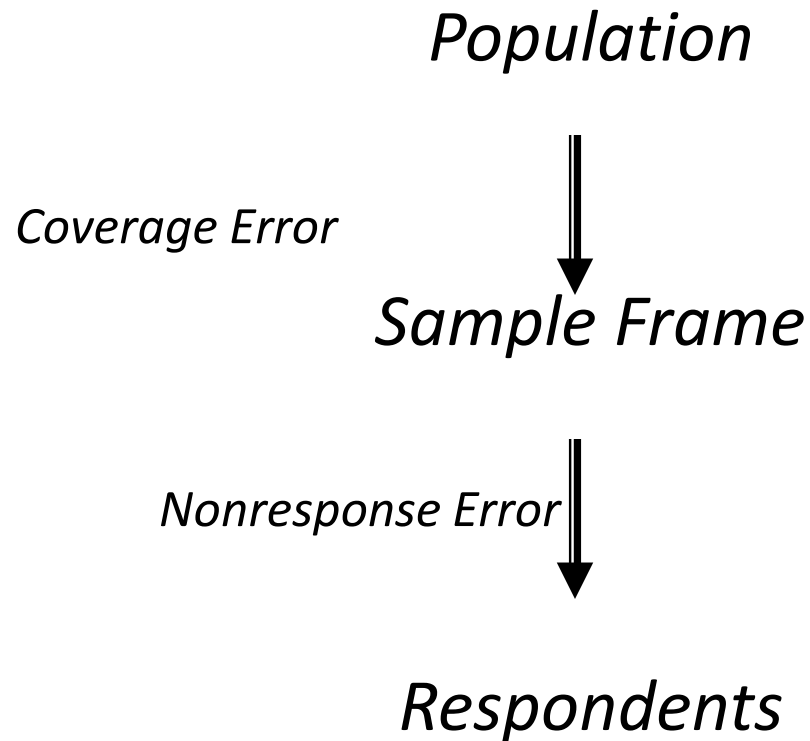 Population
Coverage Error
Sample Frame
Nonresponse Error
Respondents